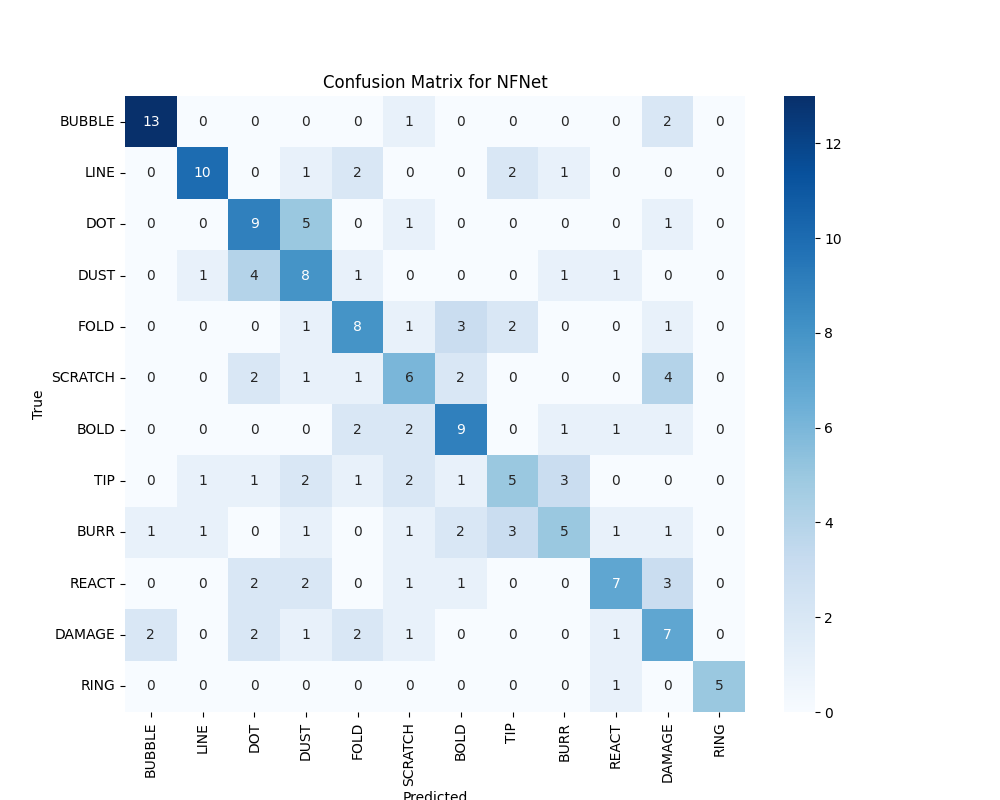 Confusion Matrix for NFNet
BUBBLE 13 0 0 0 0 1 0 0 0 0 2 0
LINE 0 10 0 1 2 0 0 2 1 0 0 0
DOT 0 0 9 5 0 1 0 0 0 0 1 0
DUST 0 1 4 8 1 0 0 0 1 1 0 0
FOLD 0 0 0 1 8 1 3 2 0 0 1 0
SCRATCH 0 0 2 1 1 6 2 0 0 0 4 0
BOLD 0 0 0 0 2 2 9 0 1 1 1 0
TIP 0 1 1 2 1 2 1 5 3 0 0 0
BURR 1 1 0 1 0 1 2 3 5 1 1 0
REACT 0 0 2 2 0 1 1 0 0 7 3 0
DAMAGE 2 0 2 1 2 1 0 0 0 1 7 0
RING 0 0 0 0 0 0 0 0 0 1 0 5
True
BUBBLE LINE DOT DUST FOLD SCRATCH BOLD TIP BURR REACT DAMAGE RING
Predicted
12
10
8
6
4
2
0